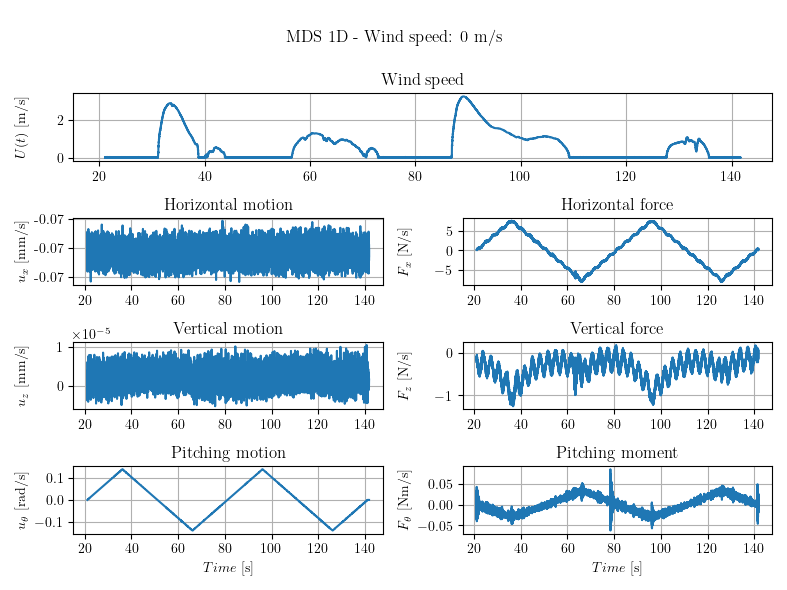 MDS 1D - Wind speed: 0 m/s
Wind speed
U(t) [m/s]
2
0
20 40 60 80 100 120 140
Horizontal motion
u_x [mm/s]
-0.07
-0.07
-0.07
20 40 60 80 100 120 140
Horizontal force
F_x [N/s]
5
0
−5
20 40 60 80 100 120 140
Vertical motion
×10⁻⁵
u_z [mm/s]
1
0
20 40 60 80 100 120 140
Vertical force
F_z [N/s]
0
−1
20 40 60 80 100 120 140
Pitching motion
u_θ [rad/s]
0.1
0.0
−0.1
20 40 60 80 100 120 140
Time [s]
Pitching moment
F_θ [Nm/s]
0.05
0.00
−0.05
20 40 60 80 100 120 140
Time [s]